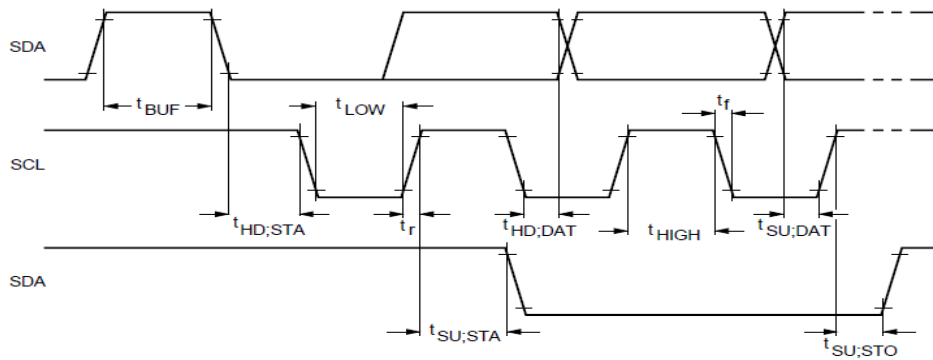 SDA
tBUF tLOW tf
SCL
tHD;STA tr tHD;DAT tHIGH tSU;DAT
SDA
tSU;STA tSU;STO